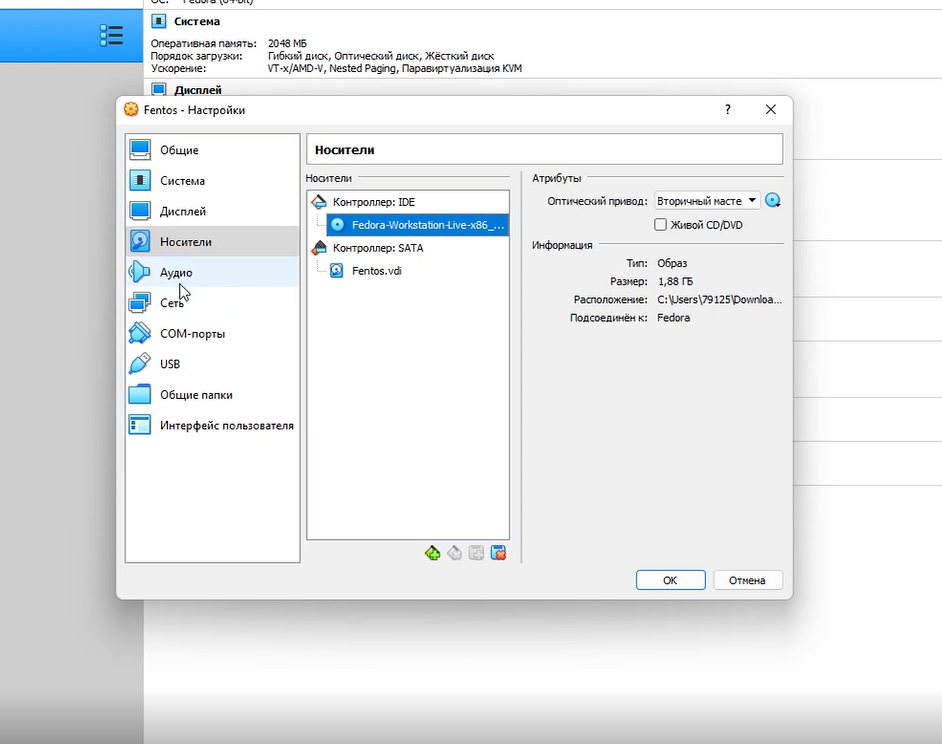 ОС: Fedora (64-bit)
Система
Оперативная память: 2048 МБ
Порядок загрузки: Гибкий диск, Оптический диск, Жёсткий диск
Ускорение: VT-x/AMD-V, Nested Paging, Паравиртуализация KVM
Дисплей
Fentos - Настройки
?
Общие
Система
Дисплей
Носители
Аудио
Сеть
COM-порты
USB
Общие папки
Интерфейс пользователя
Носители
Носители
Контроллер: IDE
Fedora-Workstation-Live-x86_...
Контроллер: SATA
Fentos.vdi
Атрибуты
Оптический привод: Вторичный масте
Живой CD/DVD
Информация
Тип: Образ
Размер: 1,88 ГБ
Расположение: C:\Users\79125\Downloa...
Подсоединён к: Fedora
OK
Отмена